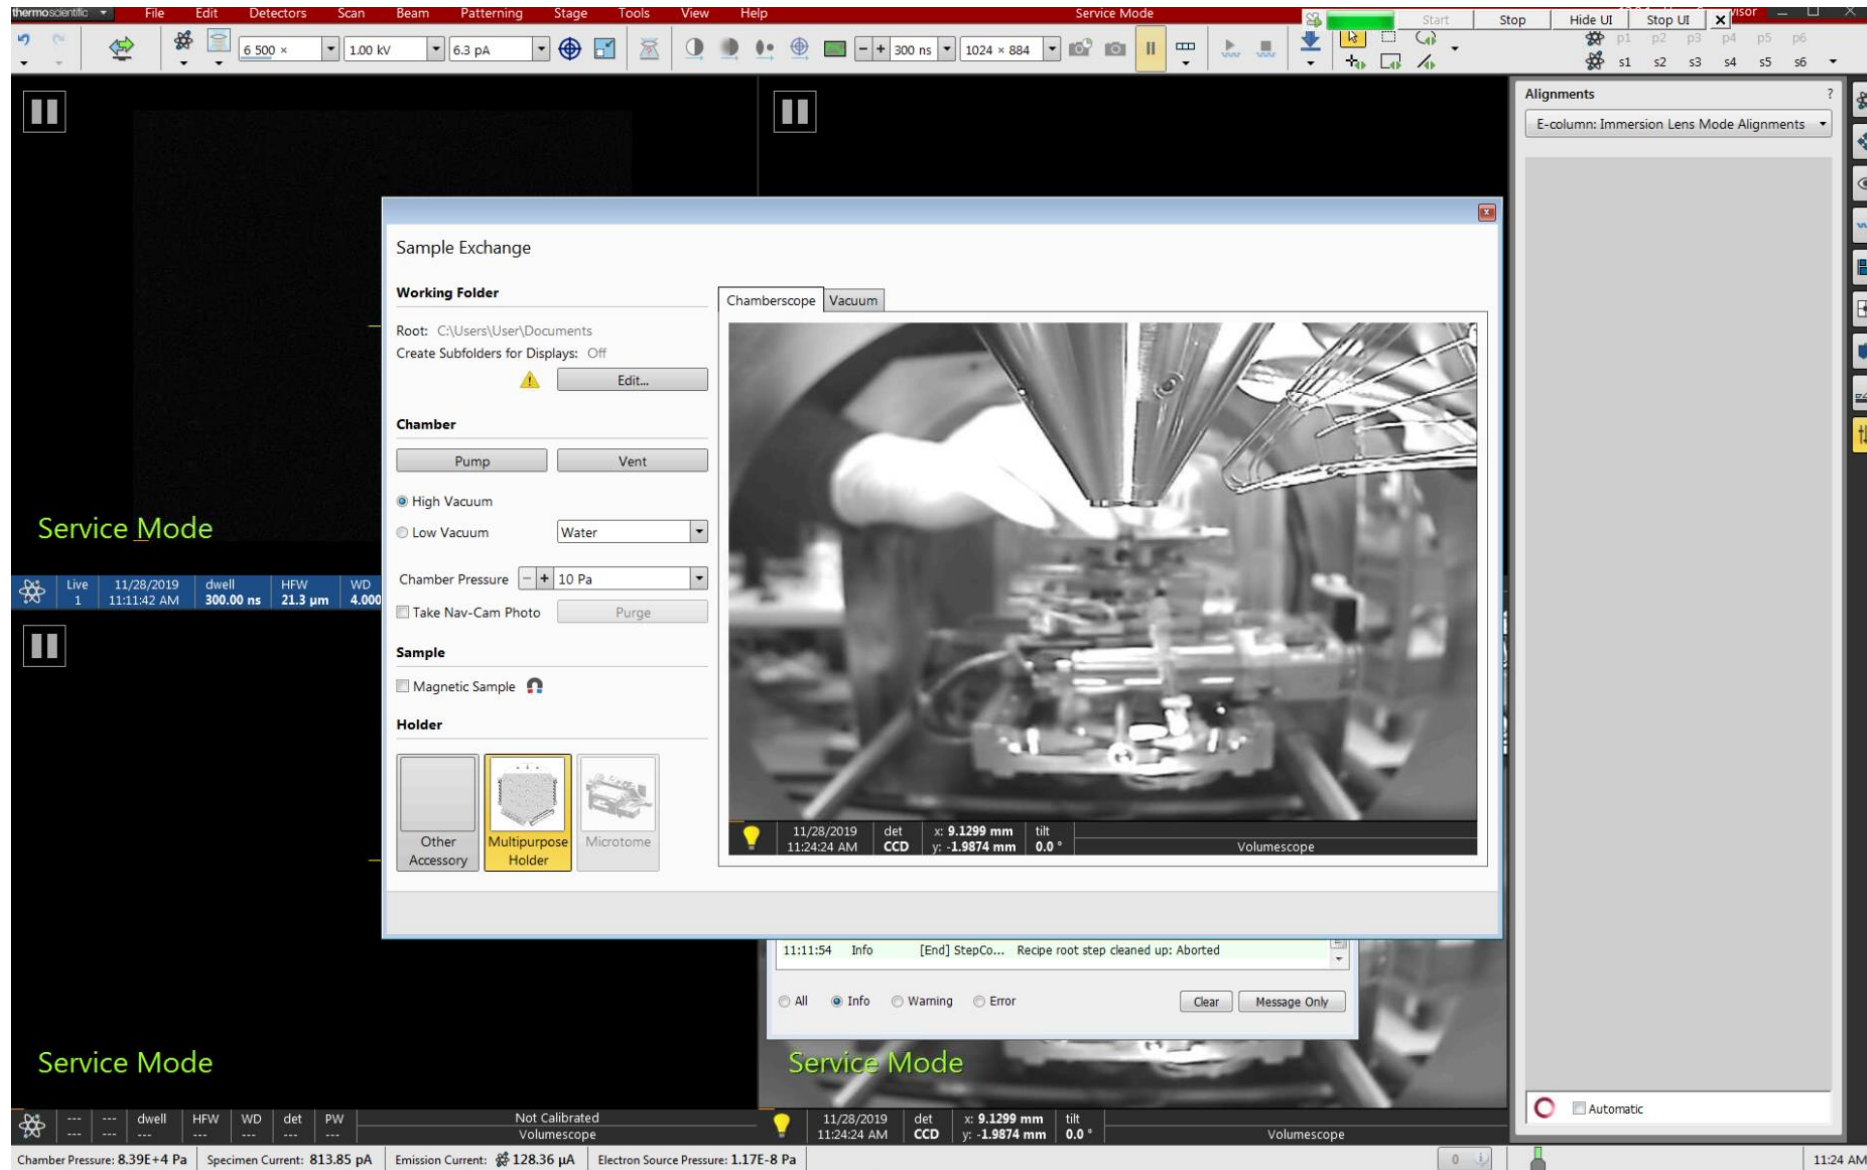 thermoscientific File Edit Detectors Scan Beam Patterning Stage Tools View Help Service Mode
Start Stop Hide UI Stop UI X
6 500 × 1.00 kV 6.3 pA 300 ns 1024 × 884
p1 p2 p3 p4 p5 p6
s1 s2 s3 s4 s5 s6
Alignments ?
E-column: Immersion Lens Mode Alignments
Service Mode
Live 11/28/2019 dwell HFW WD
1 11:11:42 AM 300.00 ns 21.3 µm 4.000
Sample Exchange
Working Folder
Root: C:\Users\User\Documents
Create Subfolders for Displays: Off
Edit...
Chamber
Pump Vent
High Vacuum
Low Vacuum Water
Chamber Pressure − + 10 Pa
Take Nav-Cam Photo Purge
Sample
Magnetic Sample
Holder
Other Accessory
Multipurpose Holder
Microtome
Chamberscope Vacuum
11/28/2019 det x: 9.1299 mm tilt
11:24:24 AM CCD y: -1.9874 mm 0.0 ° Volumescope
11:11:54 Info [End] StepCo... Recipe root step cleaned up: Aborted
All Info Warning Error Clear Message Only
Service Mode
Service Mode
--- --- dwell HFW WD det PW Not Calibrated
--- --- --- --- --- --- --- Volumescope
11/28/2019 det x: 9.1299 mm tilt
11:24:24 AM CCD y: -1.9874 mm 0.0 ° Volumescope
Automatic
Chamber Pressure: 8.39E+4 Pa Specimen Current: 813.85 pA Emission Current: 128.36 µA Electron Source Pressure: 1.17E-8 Pa 0 11:24 AM